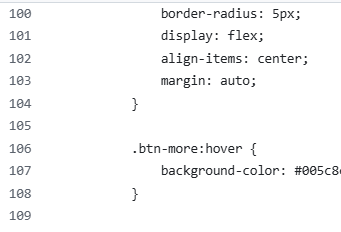 100 border-radius: 5px;
101 display: flex;
102 align-items: center;
103 margin: auto;
104 }
105
106 .btn-more:hover {
107 background-color: #005c8
108 }
109